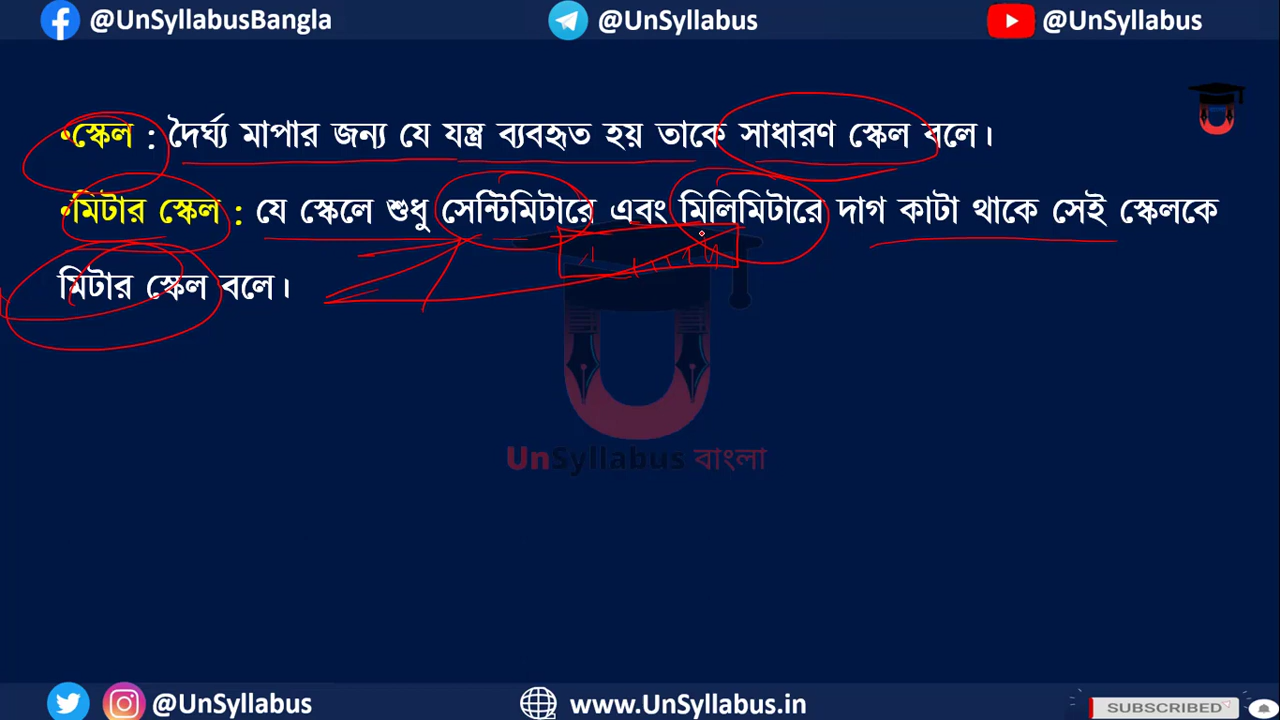 @UnSyllabusBangla @UnSyllabus @UnSyllabus
•স্কেল : দৈর্ঘ্য মাপার জন্য যে যন্ত্র ব্যবহৃত হয় তাকে সাধারণ স্কেল বলে।
•মিটার স্কেল : যে স্কেলে শুধু সেন্টিমিটারে এবং মিলিমিটারে দাগ কাটা থাকে সেই স্কেলকে
মিটার স্কেল বলে।
UnSyllabus বাংলা
@UnSyllabus www.UnSyllabus.in SUBSCRIBED